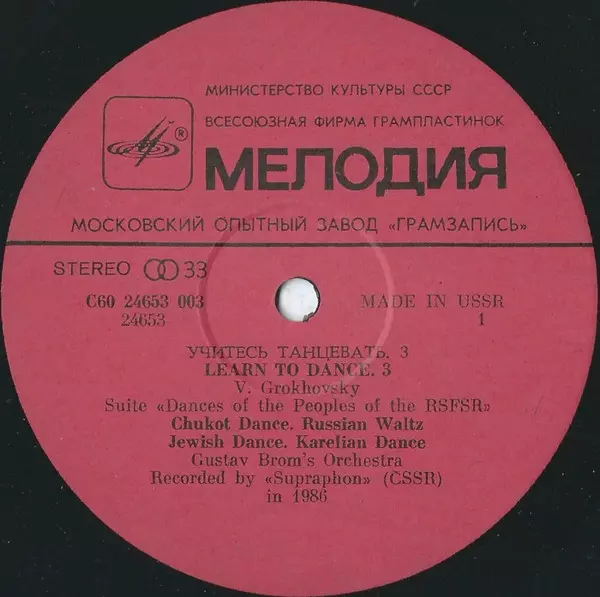 МИНИСТЕРСТВО КУЛЬТУРЫ СССР
ВСЕСОЮЗНАЯ ФИРМА ГРАМПЛАСТИНОК
®
МЕЛОДИЯ
МОСКОВСКИЙ ОПЫТНЫЙ ЗАВОД «ГРАМЗАПИСЬ»
STEREO 33
С60 24653 003
MADE IN USSR
24653
1
УЧИТЕСЬ ТАНЦЕВАТЬ. 3
LEARN TO DANCE. 3
V. Grokhovsky
Suite «Dances of the Peoples of the RSFSR»
Chukot Dance. Russian Waltz
Jewish Dance. Karelian Dance
Gustav Brom's Orchestra
Recorded by «Supraphon» (CSSR)
in 1986